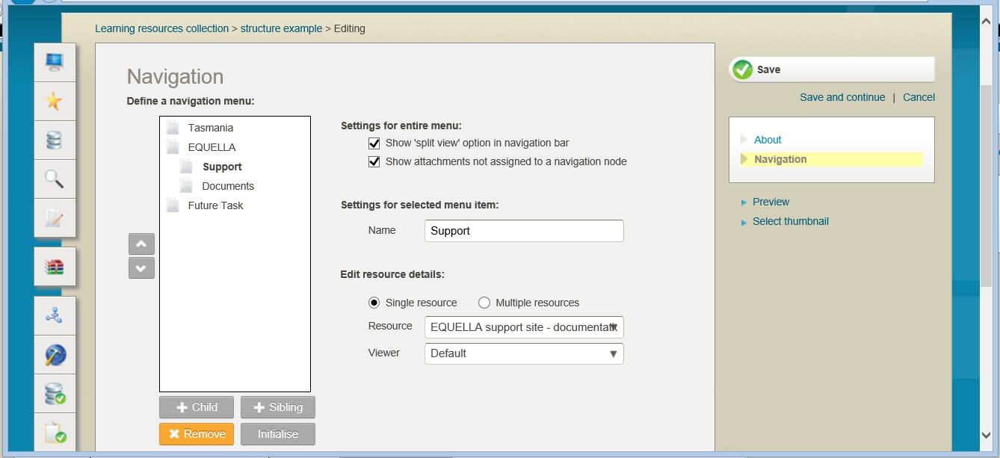 Learning resources collection > structure example > Editing
Navigation
Define a navigation menu:
Tasmania
EQUELLA
Support
Documents
Future Task
Child
Sibling
Remove
Initialise
Settings for entire menu:
Show 'split view' option in navigation bar
Show attachments not assigned to a navigation node
Settings for selected menu item:
Name Support
Edit resource details:
Single resource Multiple resources
Resource EQUELLA support site -
Viewer Default
Save
Save and continue | Cancel
About
Navigation
Preview
Select thumbnail